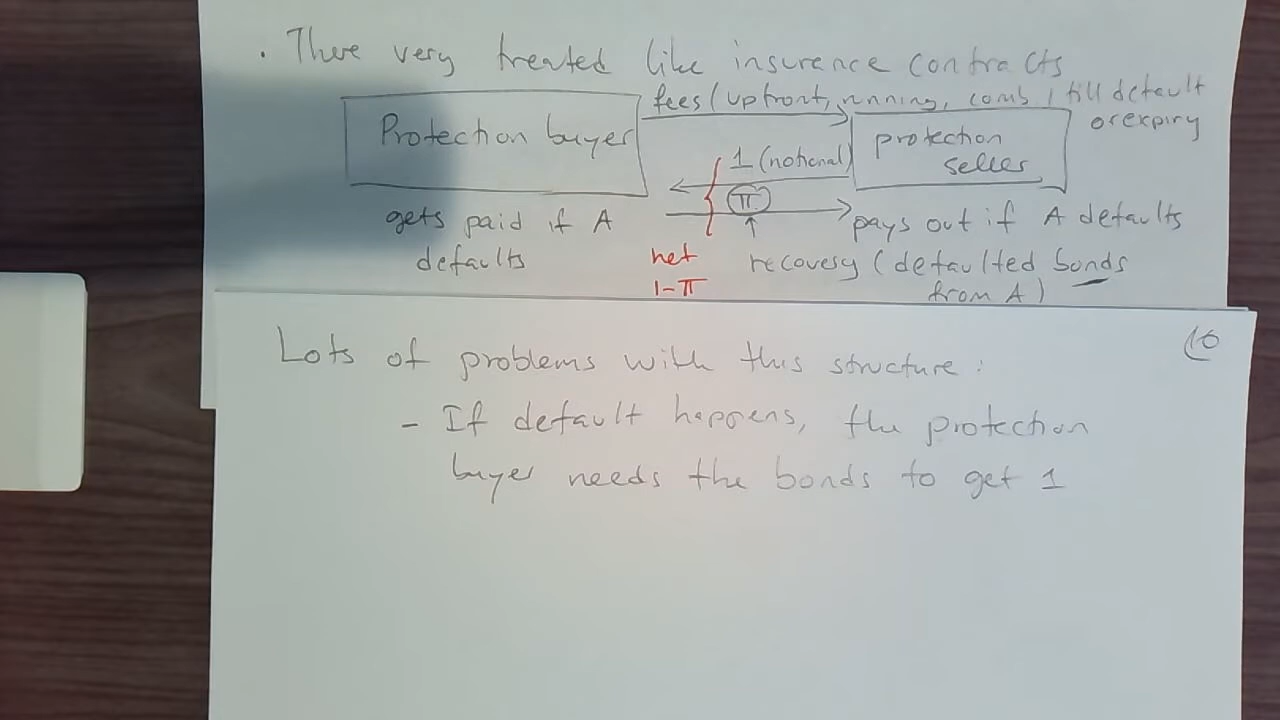 . There very treated like insurence contracts
fees (upfront, running, comb) till default
or expiry
Protection buyer
protection
seller
1 (notional)
π
gets paid if A
defaults
pays out if A defaults
net
1-π
recovery (defaulted bonds
from A)
10
Lots of problems with this structure:
- If default happens, the protection
buyer needs the bonds to get 1